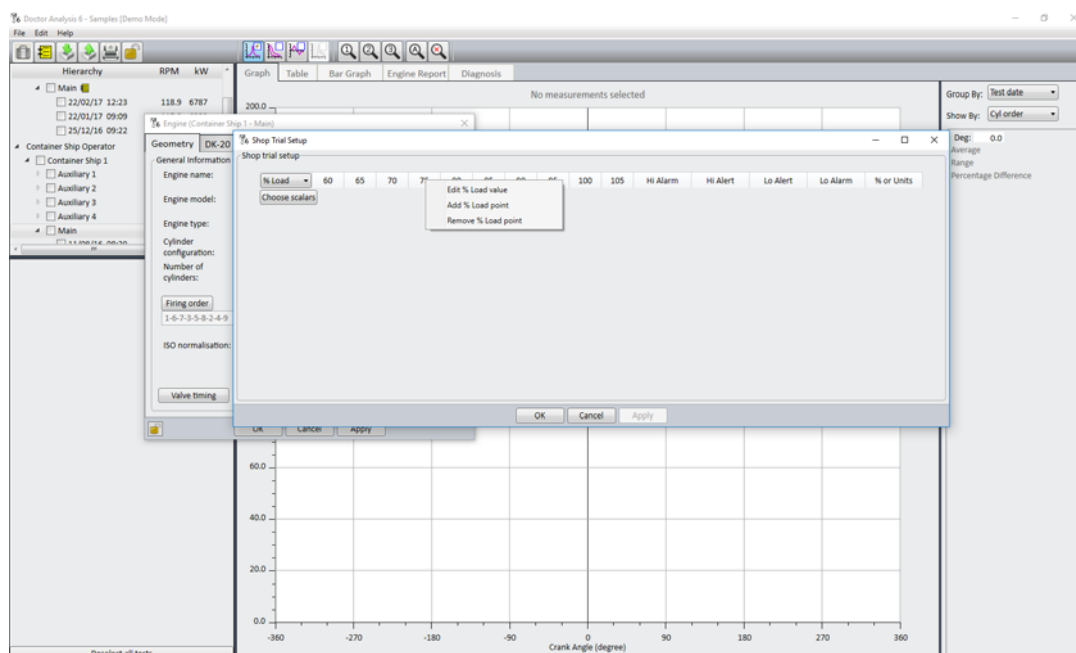 Doctor Analysis 6 - Samples [Demo Mode]
File Edit Help
Hierarchy RPM kW
Main
22/02/17 12:23 118.9 6787
22/01/17 09:09
25/12/16 09:22
Container Ship Operator
Container Ship 1
Auxiliary 1
Auxiliary 2
Auxiliary 3
Auxiliary 4
Main
Deselect all tests
Graph Table Bar Graph Engine Report Diagnosis
No measurements selected
200.0
60.0
40.0
20.0
0.0
-360 -270 -180 -90 0 90 180 270 360
Crank Angle (degree)
Group By: Test date
Show By: Cyl order
Deg: 0.0
Average
Range
Percentage Difference
Engine (Container Ship 1 - Main)
Geometry DK-20
General Information
Engine name:
Engine model:
Engine type:
Cylinder
configuration:
Number of
cylinders:
Firing order
1-6-7-3-5-8-2-4-9
ISO normalisation:
Valve timing
OK Cancel Apply
Shop Trial Setup
Shop trial setup
% Load 60 65 70 100 105 Hi Alarm Hi Alert Lo Alert Lo Alarm % or Units
Choose scalars
Edit % Load value
Add % Load point
Remove % Load point
OK Cancel Apply